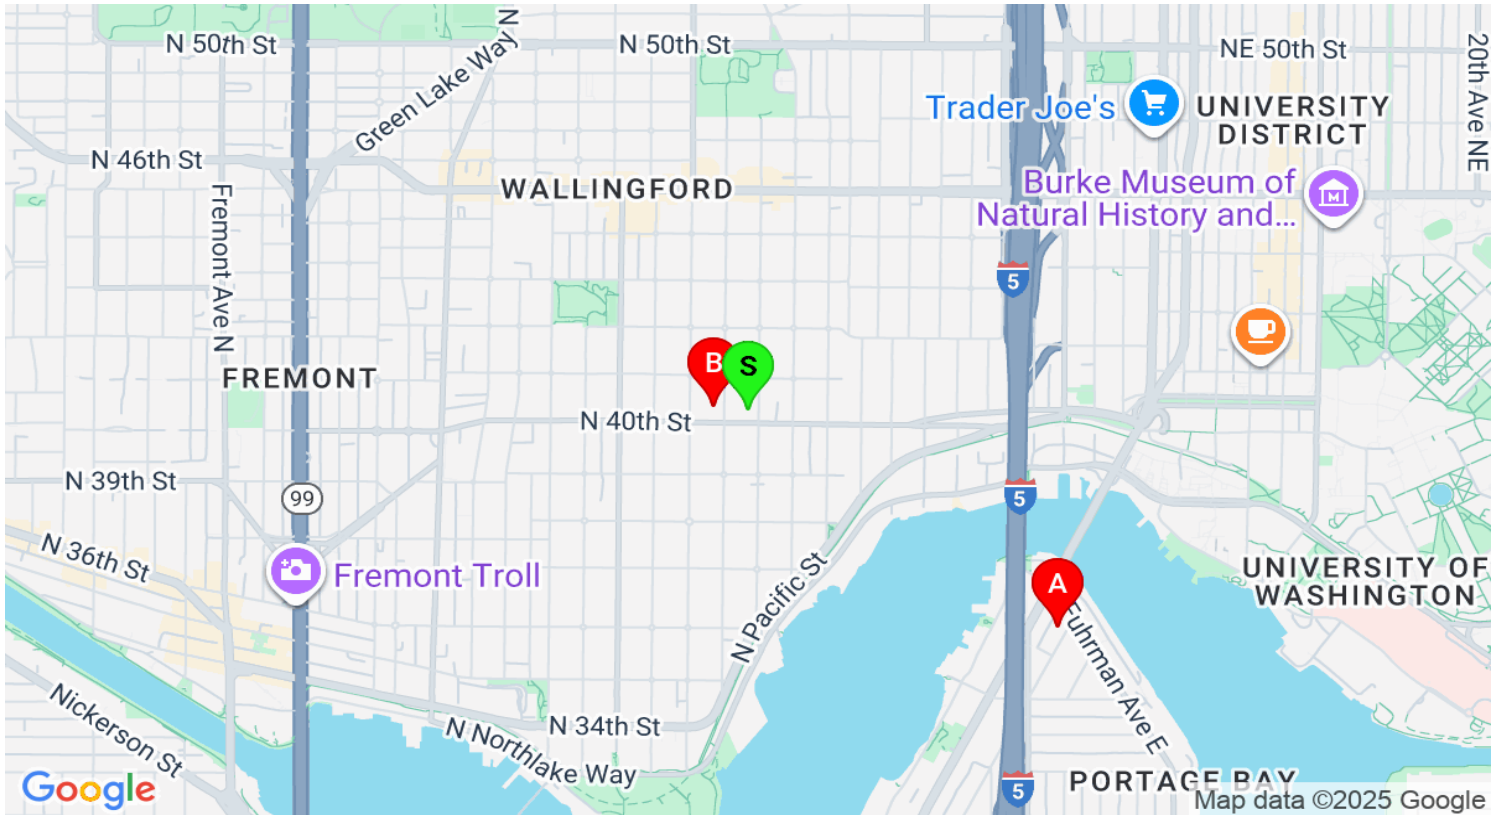 N 50th St
N 50th St
NE 50th St
Green Lake Way N
20th Ave NE
Trader Joe's
UNIVERSITY
DISTRICT
N 46th St
WALLINGFORD
Burke Museum of
Natural History and...
Fremont Ave N
5
B
S
FREMONT
N 40th St
N 39th St
99
5
N 36th St
Fremont Troll
A
UNIVERSITY OF
WASHINGTON
N Pacific St
Fuhrman Ave E
Nickerson St
N 34th St
N Northlake Way
5
PORTAGE BAY
Google
Map data ©2025 Google